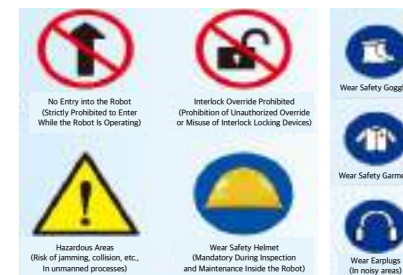 No Entry into the Robot
(Strictly Prohibited to Enter
While the Robot Is Operating)
Interlock Override Prohibited
(Prohibition of Unauthorized Override
or Misuse of Interlock Locking Devices)
Wear Safety
Hazardous Areas
(Risk of jamming, collision, etc.,
In unmanned processes)
Wear Safety Helmet
(Mandatory During Inspection
and Maintenance Inside the Robot)
Wear Safety
Wear Earplugs
(In noisy areas)